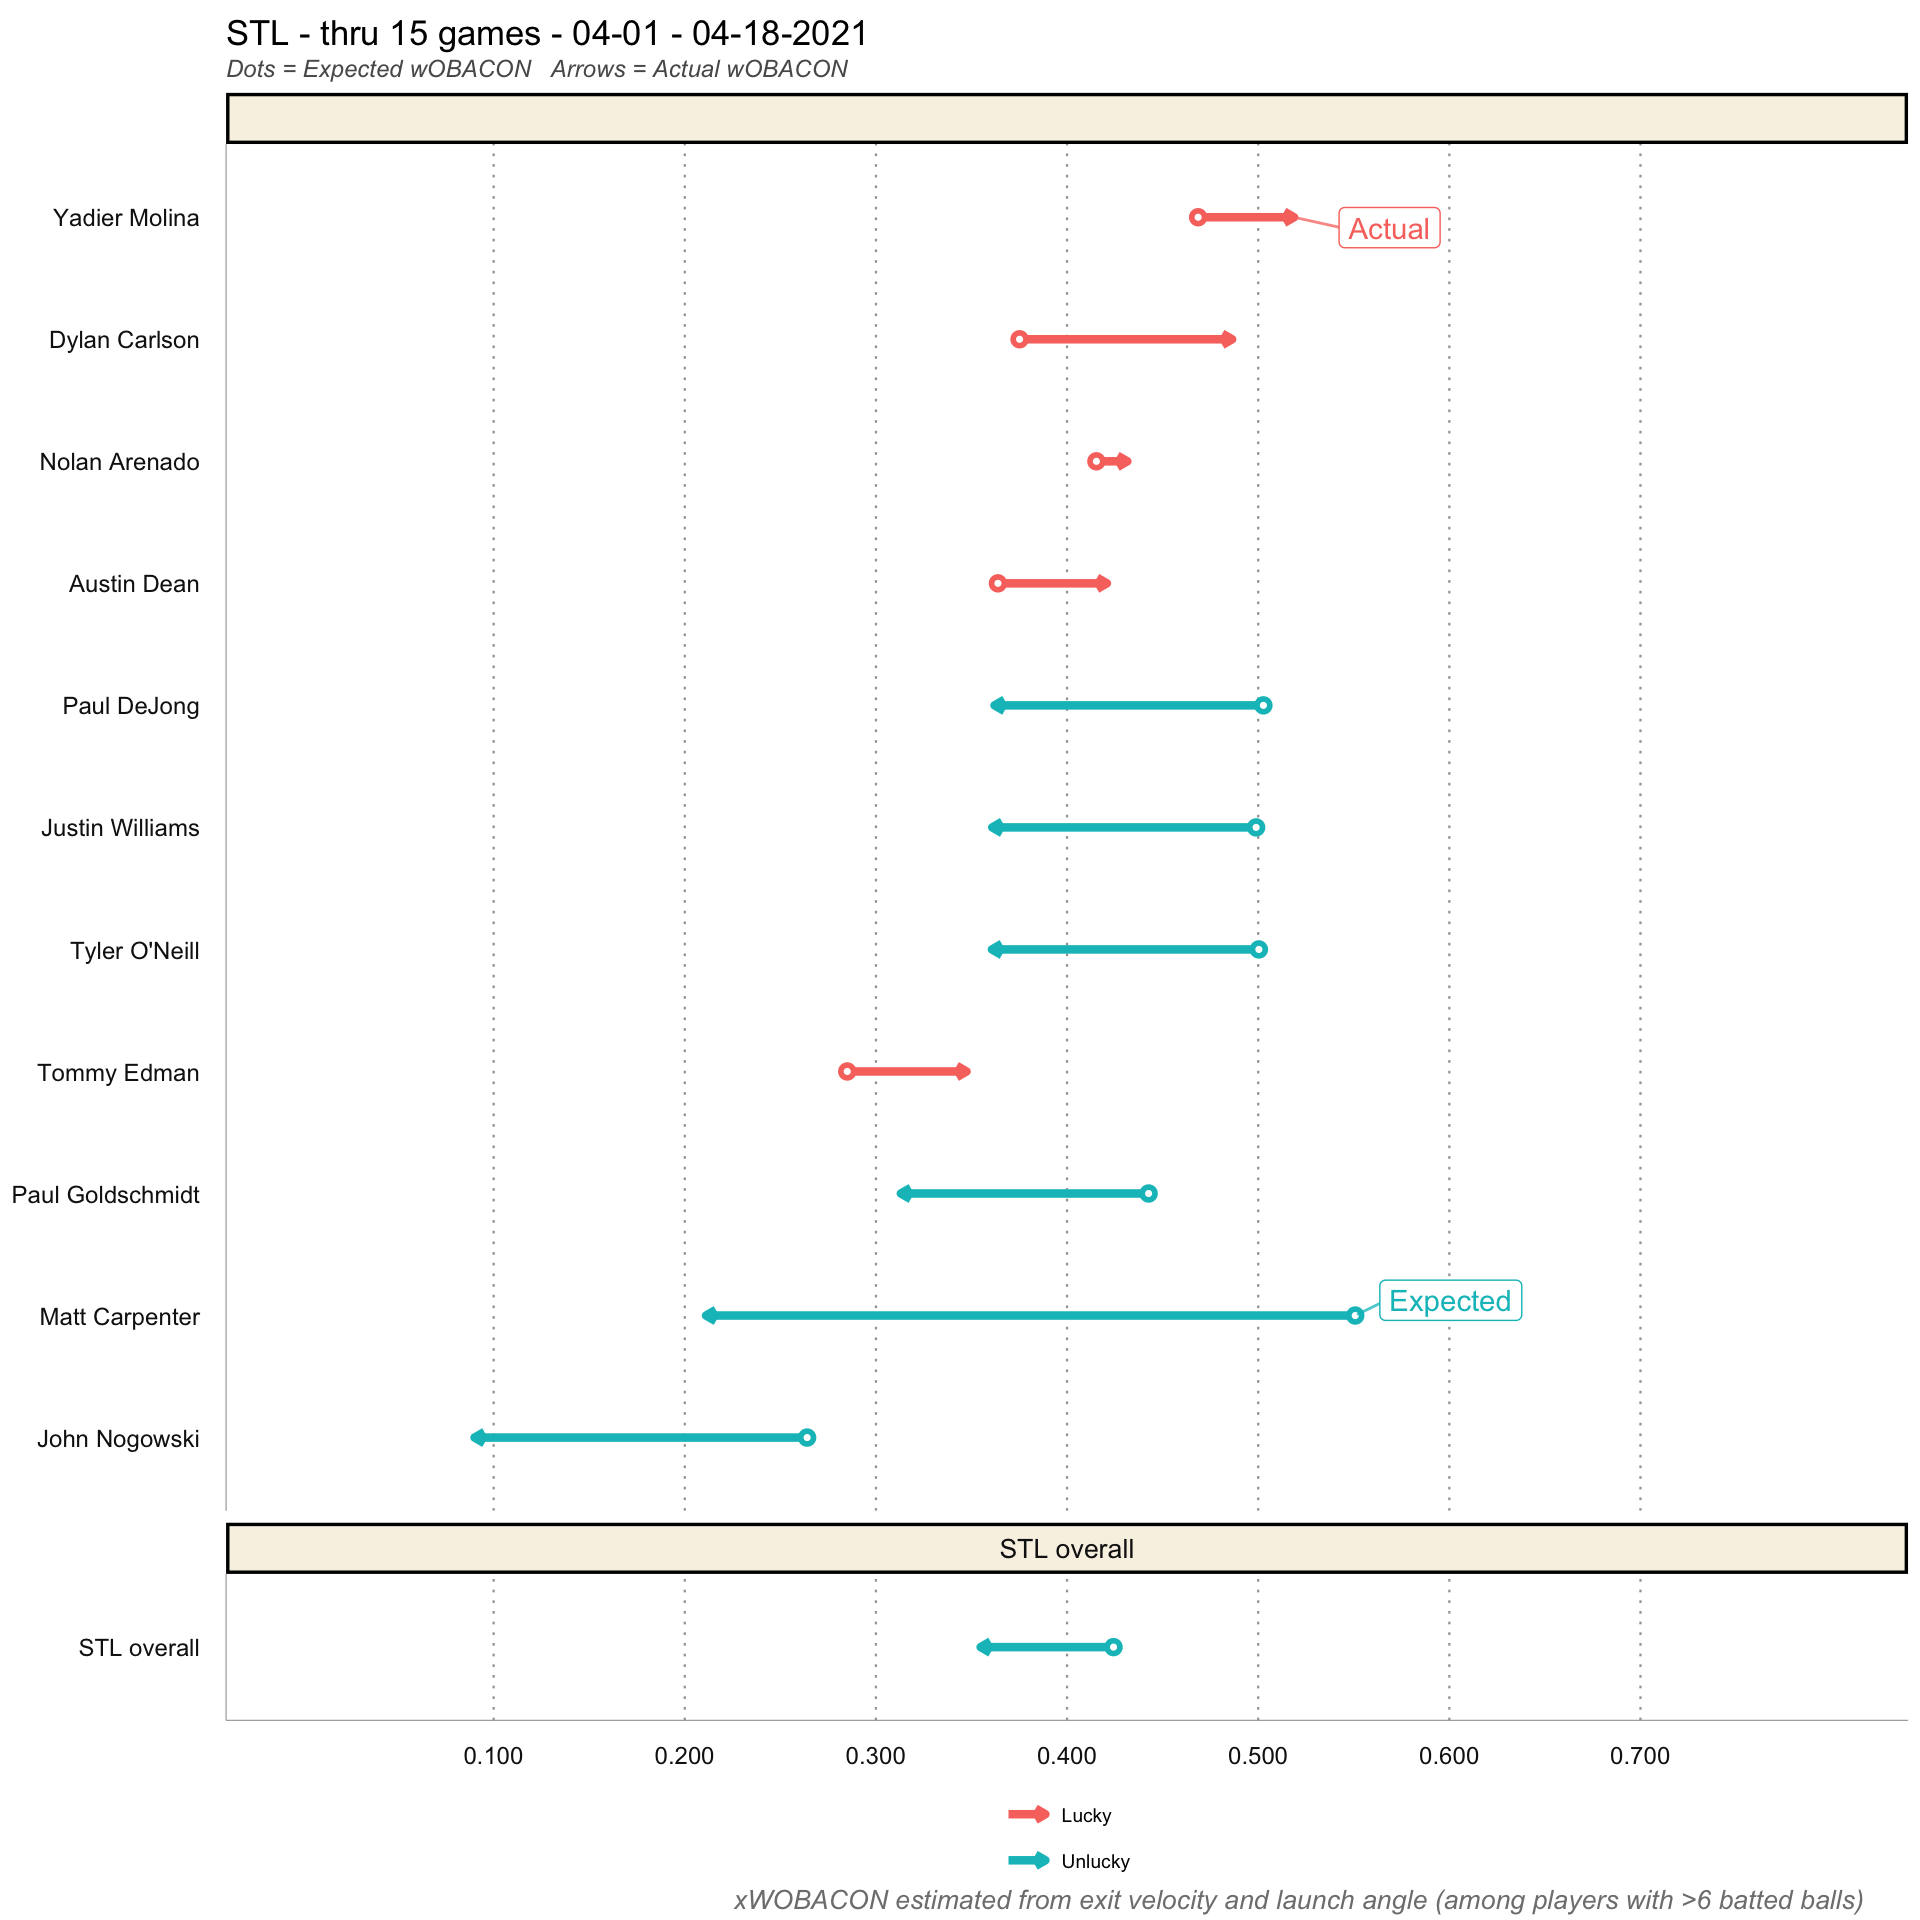 STL - thru 15 games - 04-01 - 04-18-2021
Dots = Expected wOBACON   Arrows = Actual wOBACON
Yadier Molina
Actual
Dylan Carlson
Nolan Arenado
Austin Dean
Paul DeJong
Justin Williams
Tyler O'Neill
Tommy Edman
Paul Goldschmidt
Expected
Matt Carpenter
John Nogowski
STL overall
STL overall
0.100 0.200 0.300 0.400 0.500 0.600 0.700
Lucky
Unlucky
xWOBACON estimated from exit velocity and launch angle (among players with >6 batted balls)